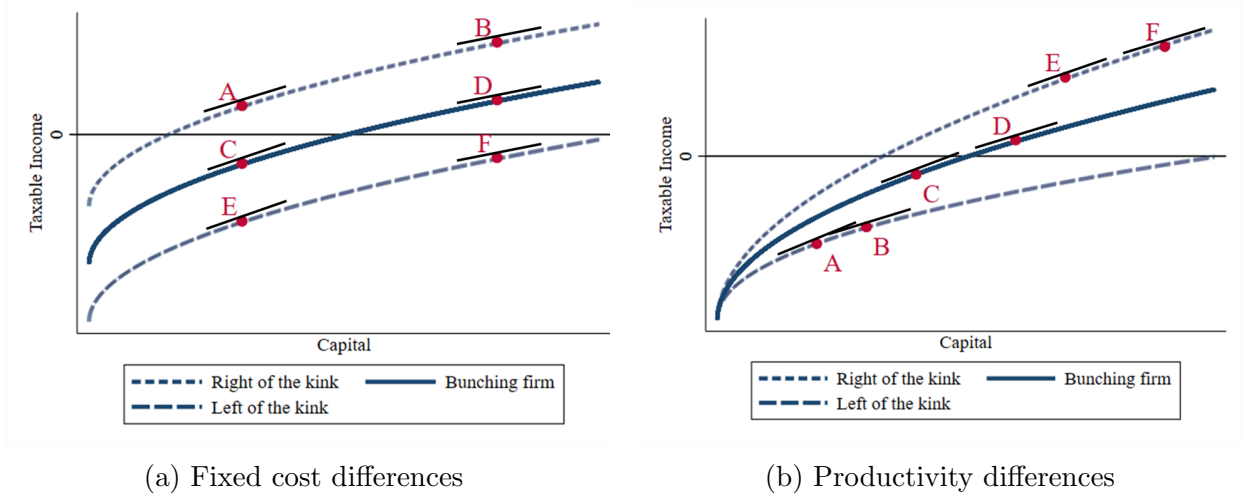 B
A
D
0
C
F
E
Taxable Income
Capital
Right of the kink
Bunching firm
Left of the kink
(a) Fixed cost differences
F
E
D
0
C
B
A
Taxable Income
Capital
Right of the kink
Bunching firm
Left of the kink
(b) Productivity differences